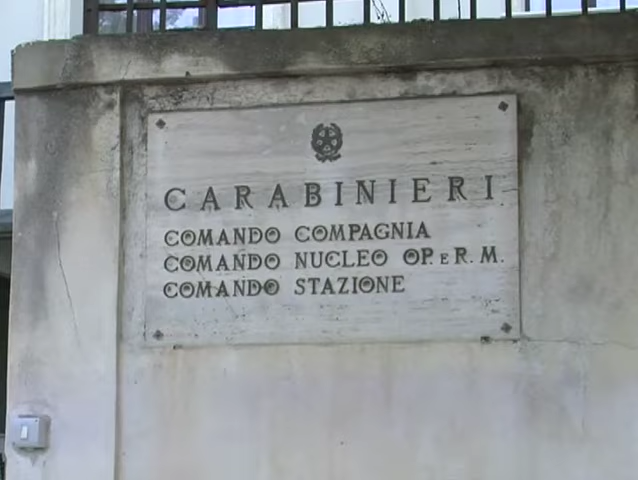 CARABINIERI
COMANDO COMPAGNIA
COMANDO NUCLEO OP. E R. M.
COMANDO STAZIONE